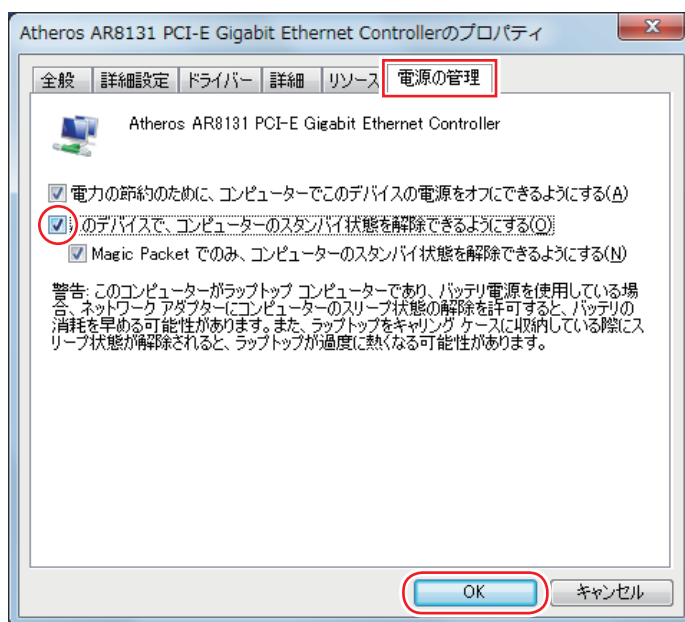 Atheros AR8131 PCI-E Gigabit Ethernet Controllerのプロパティ
全般 詳細設定 ドライバー 詳細 リソース 電源の管理
Atheros AR8131 PCI-E Gigabit Ethernet Controller
電力の節約のために、コンピューターでこのデバイスの電源をオフにできるようにする(A)
のデバイスで、コンピューターのスタンバイ状態を解除できるようにする(O)
Magic Packet でのみ、コンピューターのスタンバイ状態を解除できるようにする(N)
警告: このコンピューターがラップトップ コンピューターであり、バッテリ電源を使用している場
合、ネットワーク アダプターにコンピューターのスリープ状態の解除を許可すると、バッテリの
消耗を早める可能性があります。また、ラップトップをキャリング ケースに収納している際にス
リープ状態が解除されると、ラップトップが過度に熱くなる可能性があります。
OK キャンセル